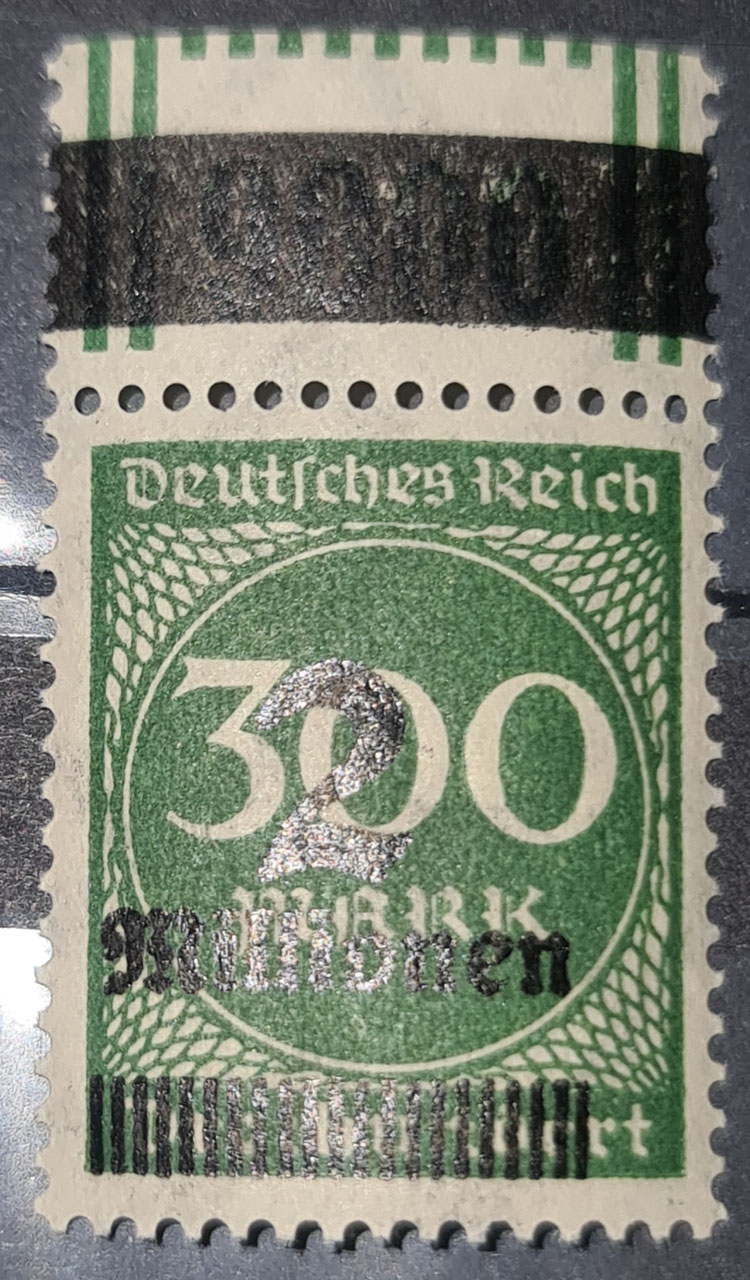 Deutsches Reich
300
2
MARK
Millionen